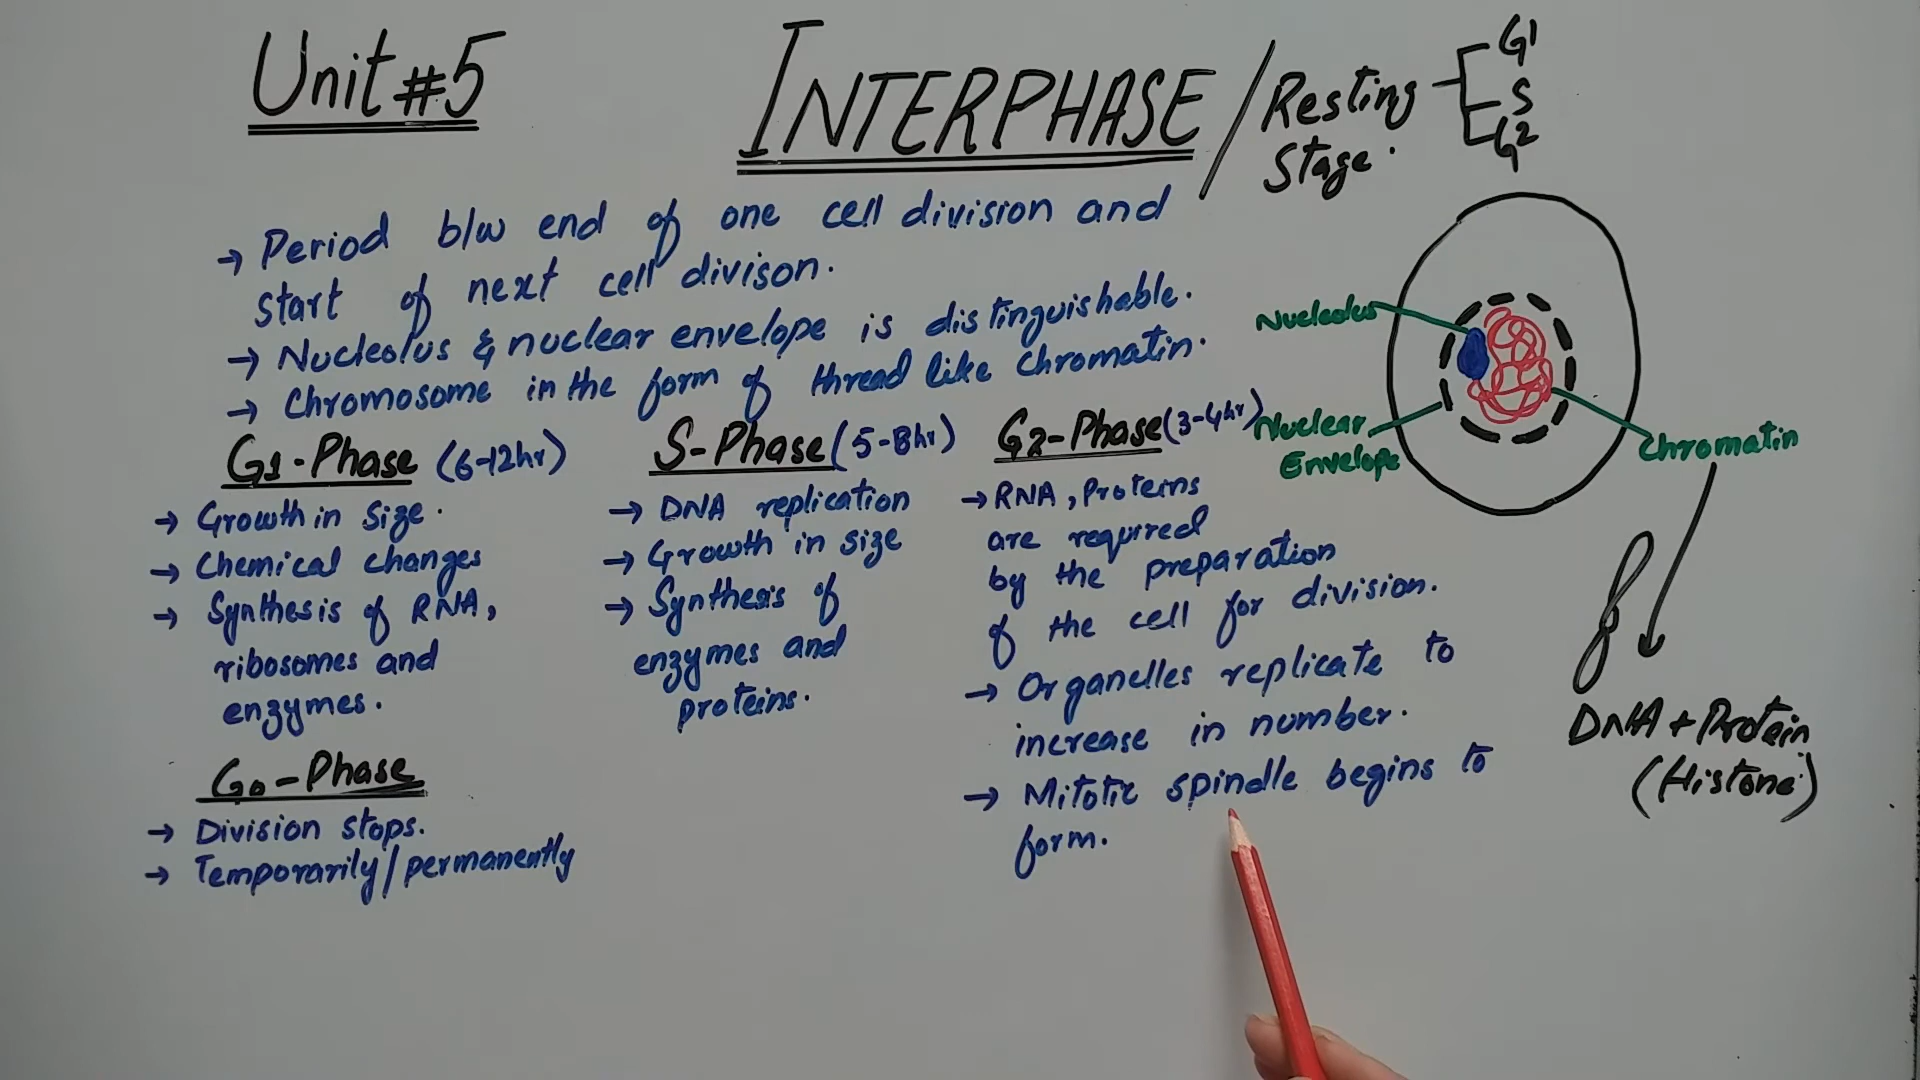 Unit #5
INTERPHASE / Resting
Stage.
G1
S
G2
→ Period b/w end of one cell division and
start of next cell divison.
→ Nucleolus & nuclear envelope is distinguishable.
→ Chromosome in the form of thread like chromatin.
Nucleolus
Nuclear
Envelope
Chromatin
DNA + Protein
(Histone)
G1-Phase (6-12hr)
→ Growth in size.
→ Chemical changes
→ Synthesis of RNA,
ribosomes and
enzymes.
G0-Phase
→ Division stops.
→ Temporarily/permanently
S-Phase (5-8hr)
→ DNA replication
→ Growth in size
→ Synthesis of
enzymes and
proteins.
G2-Phase (3-4hr)
→ RNA, Proteins
are required
by the preparation
of the cell for division.
→ Organelles replicate to
increase in number.
→ Mitotic spindle begins to
form.